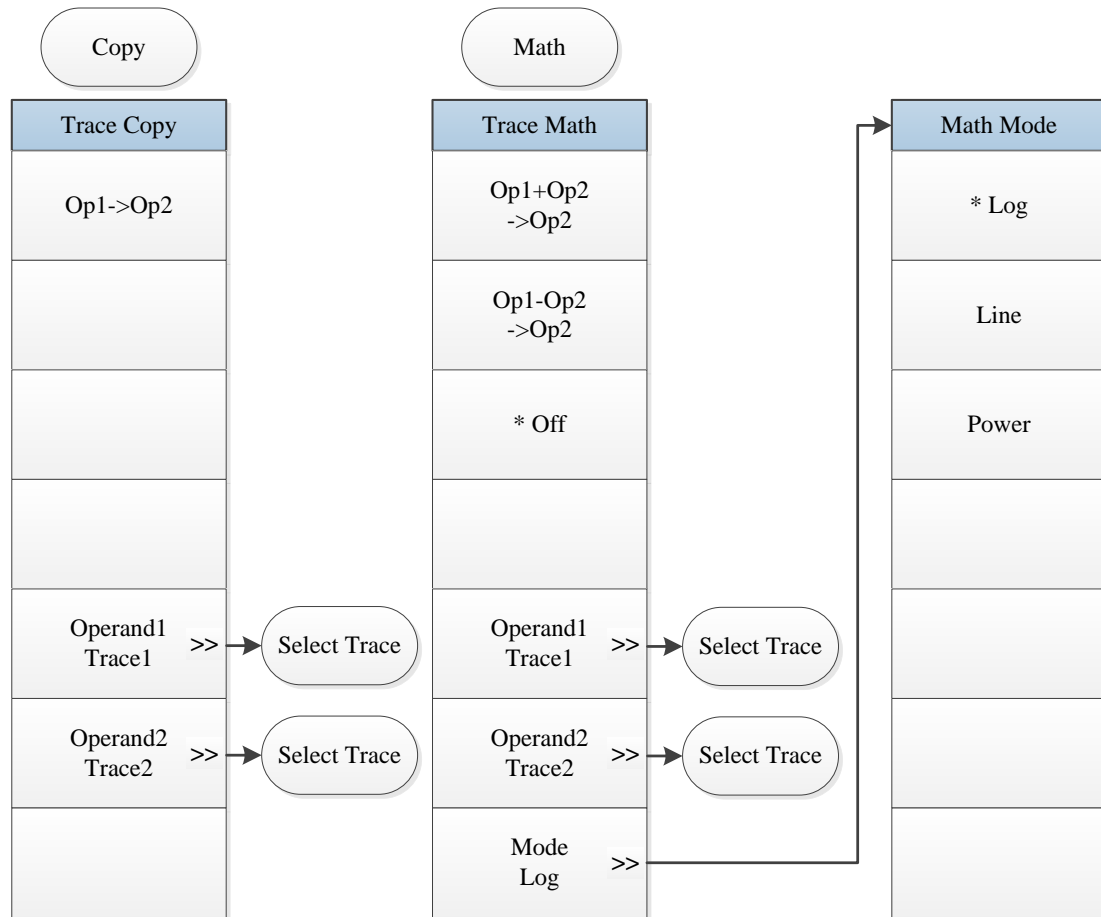 Copy
Trace Copy
Op1->Op2
Operand1
Trace1
>>
Select Trace
Operand2
Trace2
>>
Select Trace
Math
Trace Math
Op1+Op2
->Op2
Op1-Op2
->Op2
* Off
Operand1
Trace1
>>
Select Trace
Operand2
Trace2
>>
Select Trace
Mode
Log
>>
Math Mode
* Log
Line
Power